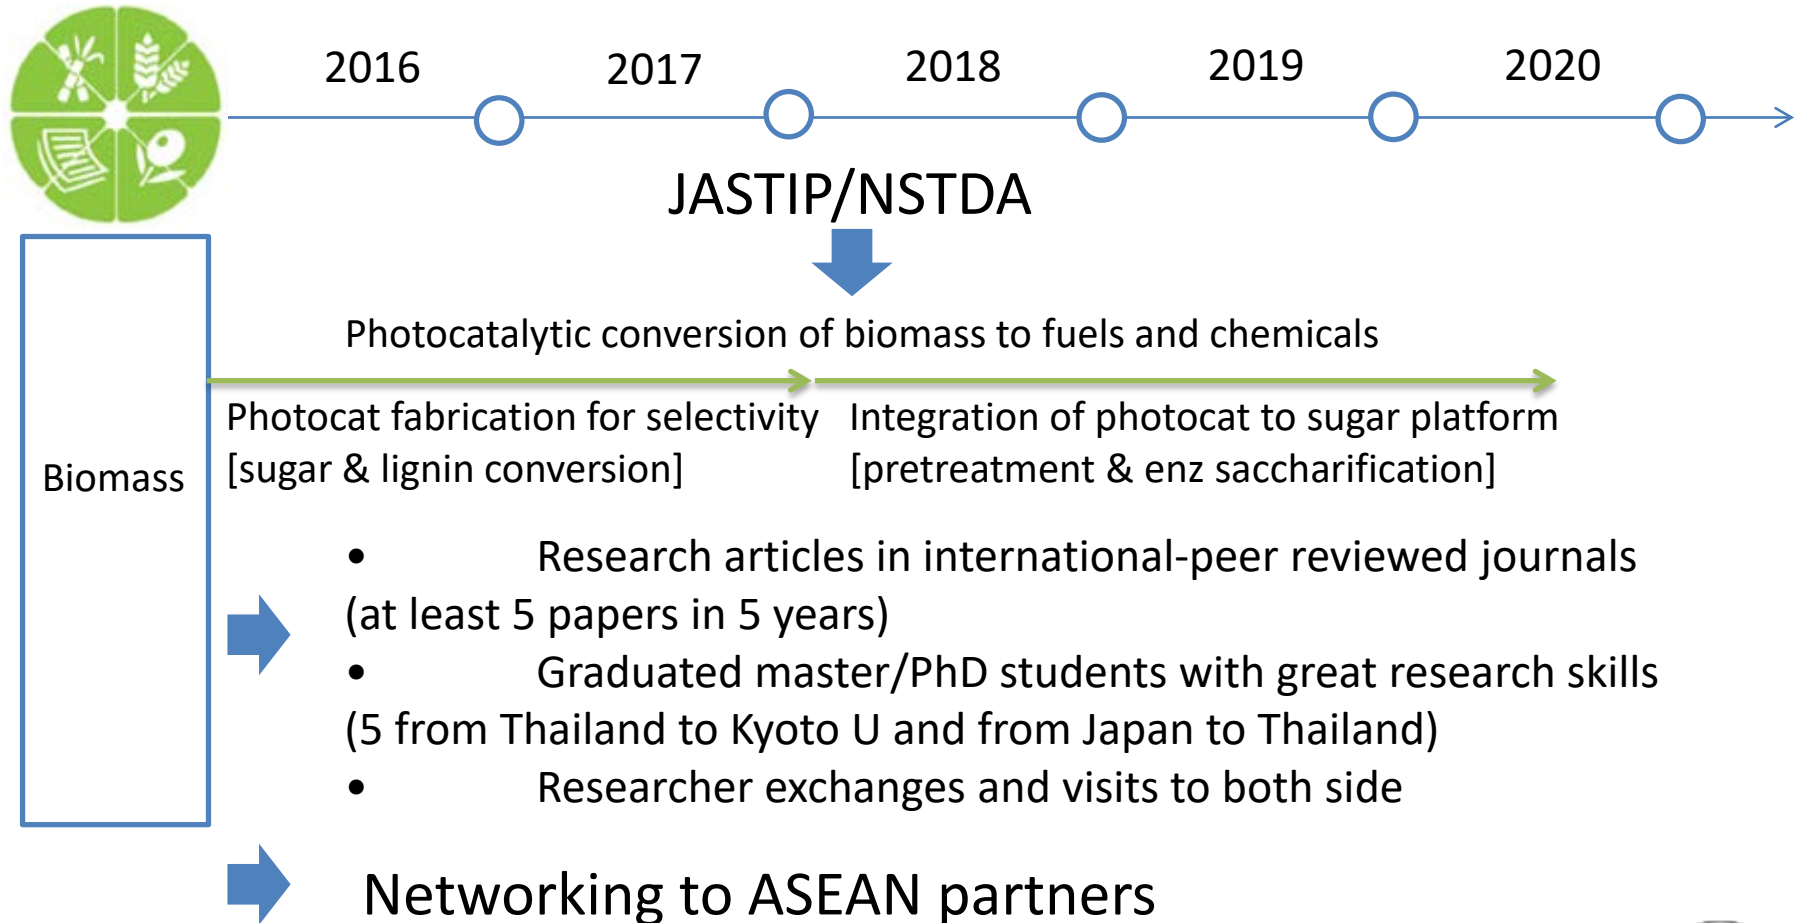 2016 2017 2018 2019 2020
JASTIP/NSTDA
Photocatalytic conversion of biomass to fuels and chemicals
Photocat fabrication for selectivity
[sugar & lignin conversion]
Integration of photocat to sugar platform
[pretreatment & enz saccharification]
Biomass
• Research articles in international-peer reviewed journals
(at least 5 papers in 5 years)
• Graduated master/PhD students with great research skills
(5 from Thailand to Kyoto U and from Japan to Thailand)
• Researcher exchanges and visits to both side
Networking to ASEAN partners